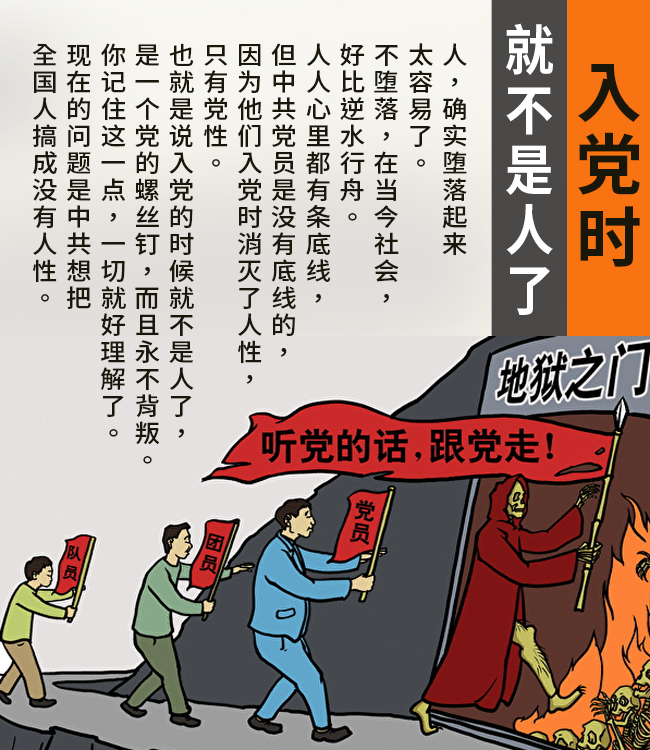 入党时
就不是人了
人，确实堕落起来
太容易了。
不堕落，在当今社会，
好比逆水行舟。
人人心里都有条底线，
但中共党员是没有底线的，
因为他们入党时消灭了人性，
只有党性。
也就是说入党的时候就不是人了，
是一个党的螺丝钉，而且永不背叛。
你记住这一点，一切就好理解了。
现在的问题是中共想把
全国人搞成没有人性。
地狱之门
听党的话，跟党走！
党员
团员
队员